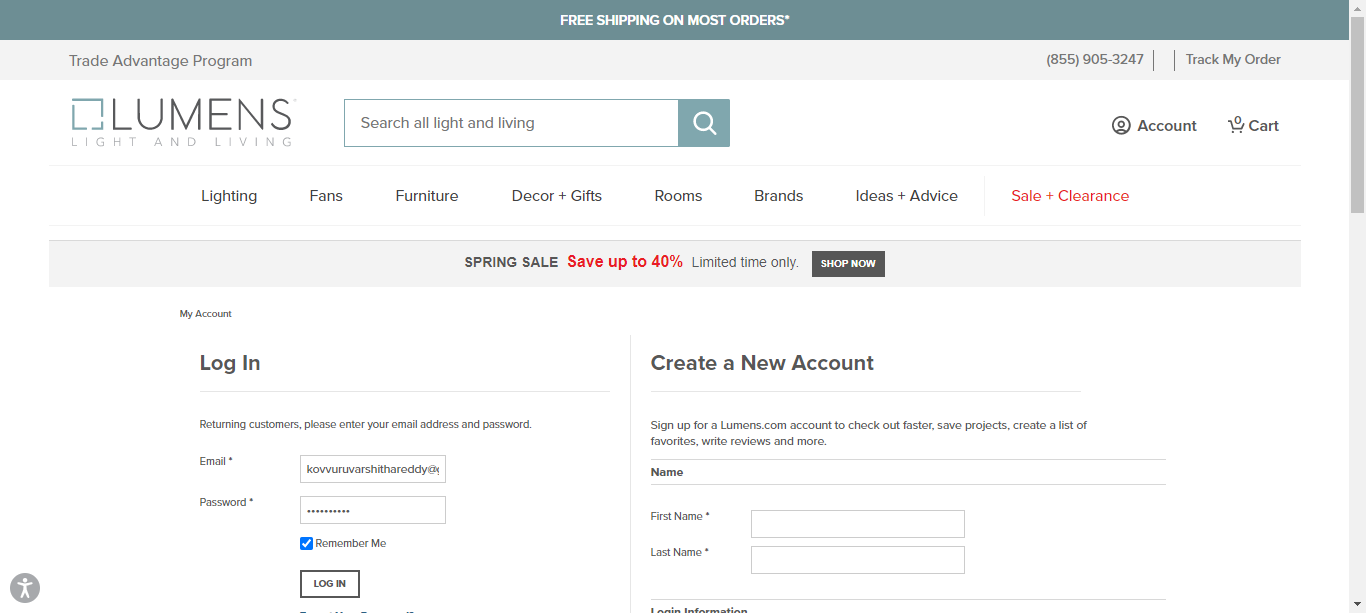 FREE SHIPPING ON MOST ORDERS*
Trade Advantage Program
(855) 905-3247
Track My Order
LUMENS
LIGHT AND LIVING
Search all light and living
Account
0
Cart
Lighting
Fans
Furniture
Decor + Gifts
Rooms
Brands
Ideas + Advice
Sale + Clearance
SPRING SALE Save up to 40% Limited time only. SHOP NOW
My Account
Log In
Returning customers, please enter your email address and password.
Email *
kovvuruvarshithareddy@
Password *
••••••••••
Remember Me
LOG IN
Create a New Account
Sign up for a Lumens.com account to check out faster, save projects, create a list of
favorites, write reviews and more.
Name
First Name *
Last Name *
Login Information